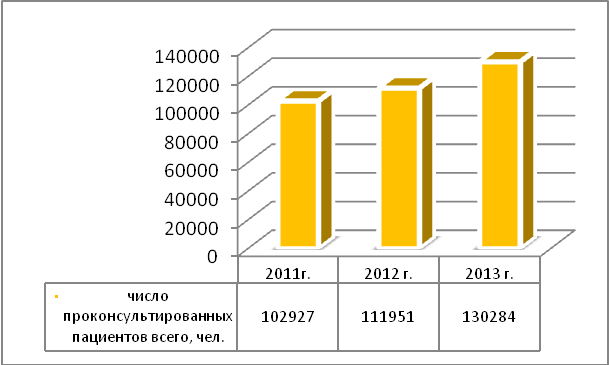 140000
120000
100000
80000
60000
40000
20000
0
2011г. 2012 г. 2013 г.
число
проконсультированных
пациентов всего, чел. 102927 111951 130284